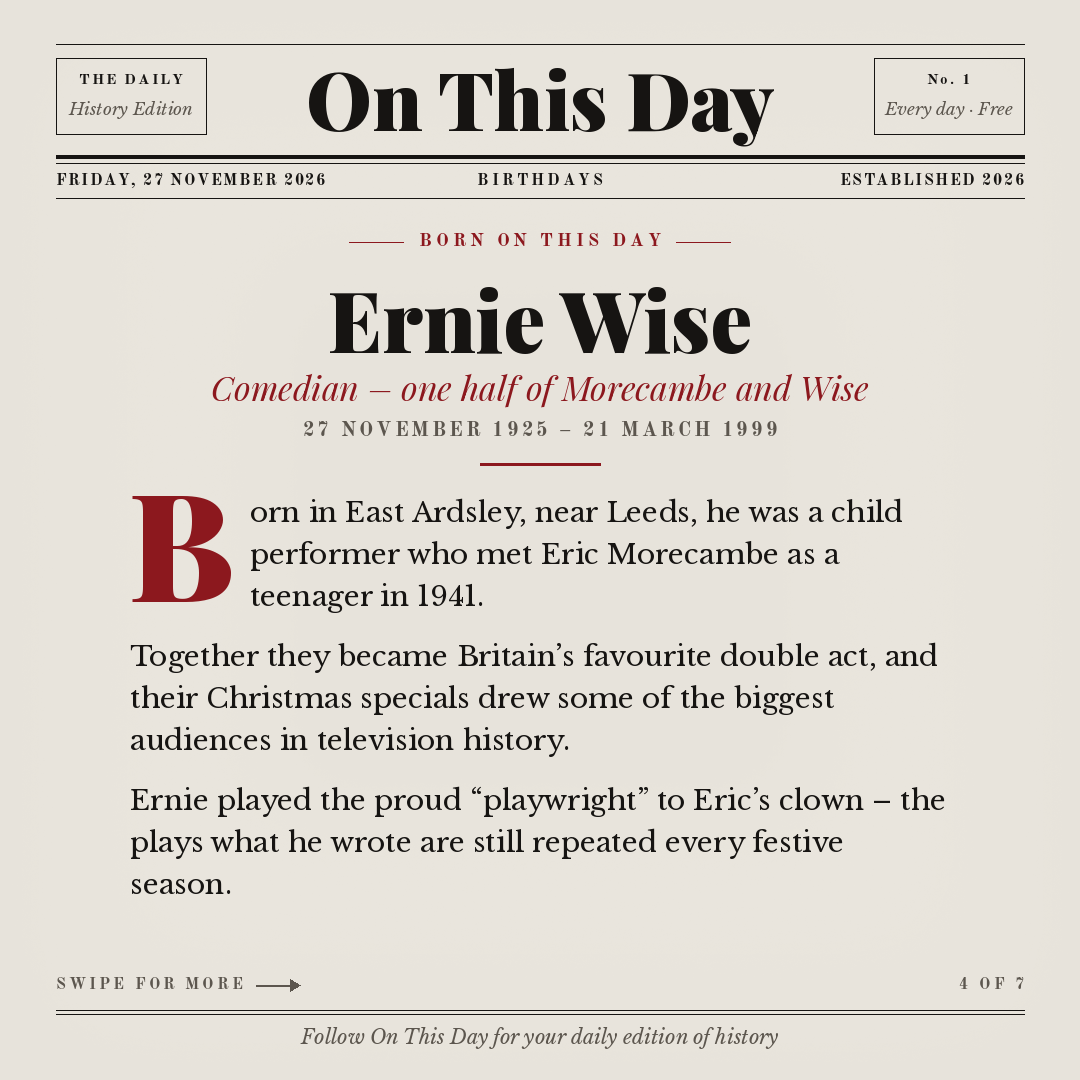 THE DAILY
History Edition
On This Day
No. 1
Every day · Free
FRIDAY, 27 NOVEMBER 2026
BIRTHDAYS
ESTABLISHED 2026
BORN ON THIS DAY
Ernie Wise
Comedian – one half of Morecambe and Wise
27 NOVEMBER 1925 – 21 MARCH 1999
Born in East Ardsley, near Leeds, he was a child
performer who met Eric Morecambe as a
teenager in 1941.
Together they became Britain’s favourite double act, and
their Christmas specials drew some of the biggest
audiences in television history.
Ernie played the proud “playwright” to Eric’s clown – the
plays what he wrote are still repeated every festive
season.
SWIPE FOR MORE
4 OF 7
Follow On This Day for your daily edition of history